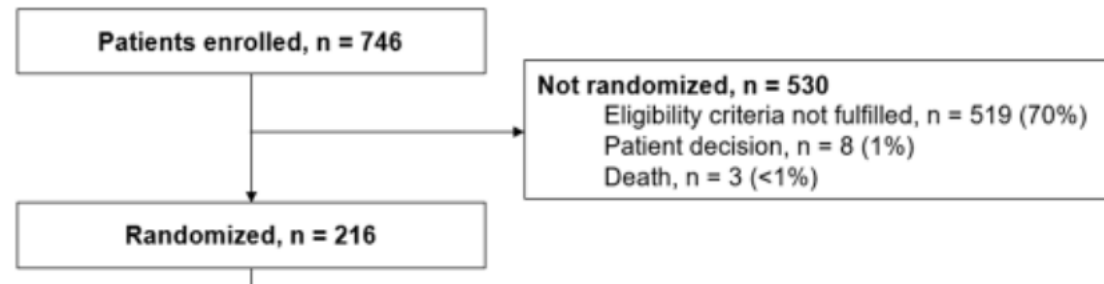 Patients enrolled, n = 746
Not randomized, n = 530
Eligibility criteria not fulfilled, n = 519 (70%)
Patient decision, n = 8 (1%)
Death, n = 3 (<1%)
Randomized, n = 216